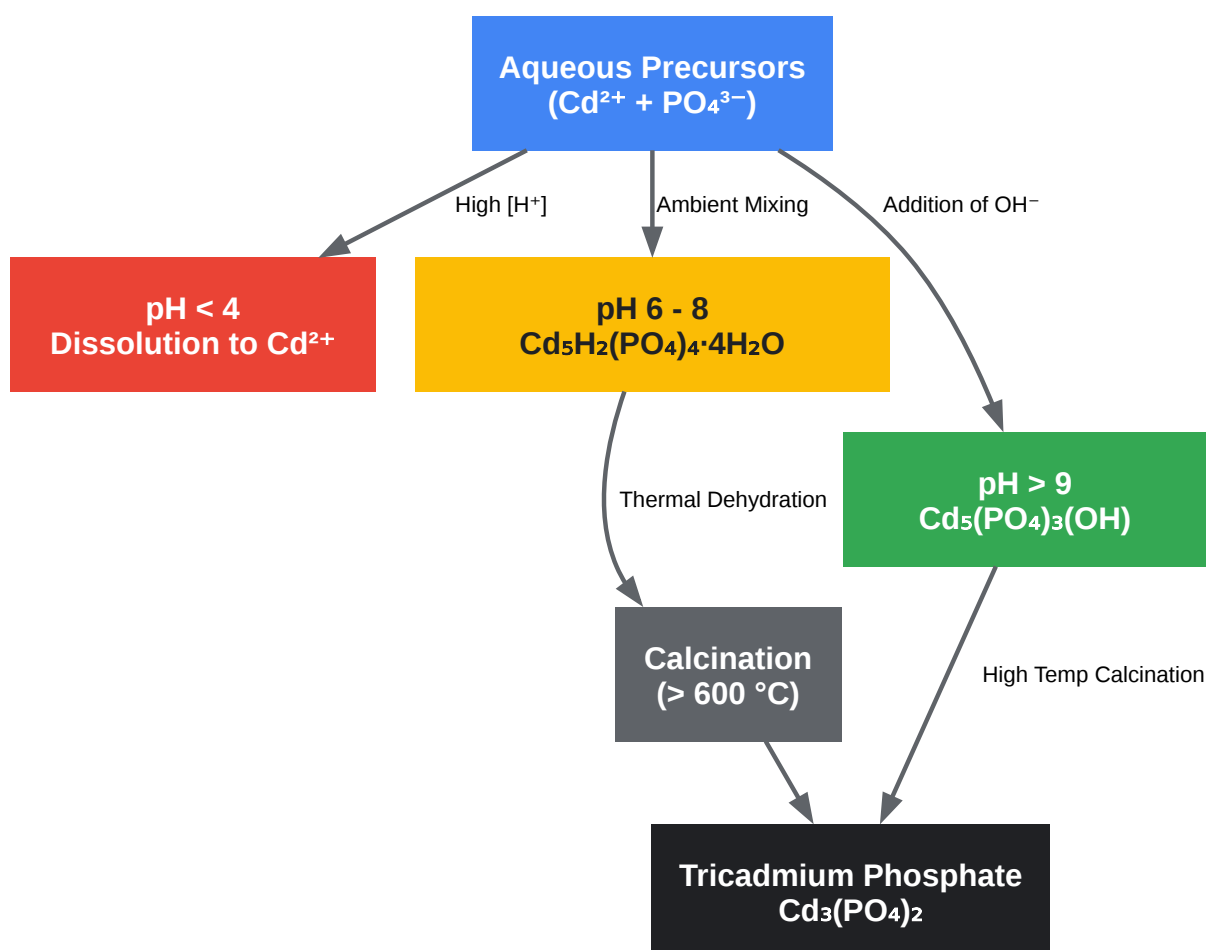 Aqueous Precursors
(Cd²⁺ + PO₄³⁻)
High [H⁺]
Ambient Mixing
Addition of OH⁻
pH < 4
Dissolution to Cd²⁺
pH 6 - 8
Cd₅H₂(PO₄)₄·4H₂O
pH > 9
Cd₅(PO₄)₃(OH)
Thermal Dehydration
Calcination
(> 600 °C)
High Temp Calcination
Tricadmium Phosphate
Cd₃(PO₄)₂